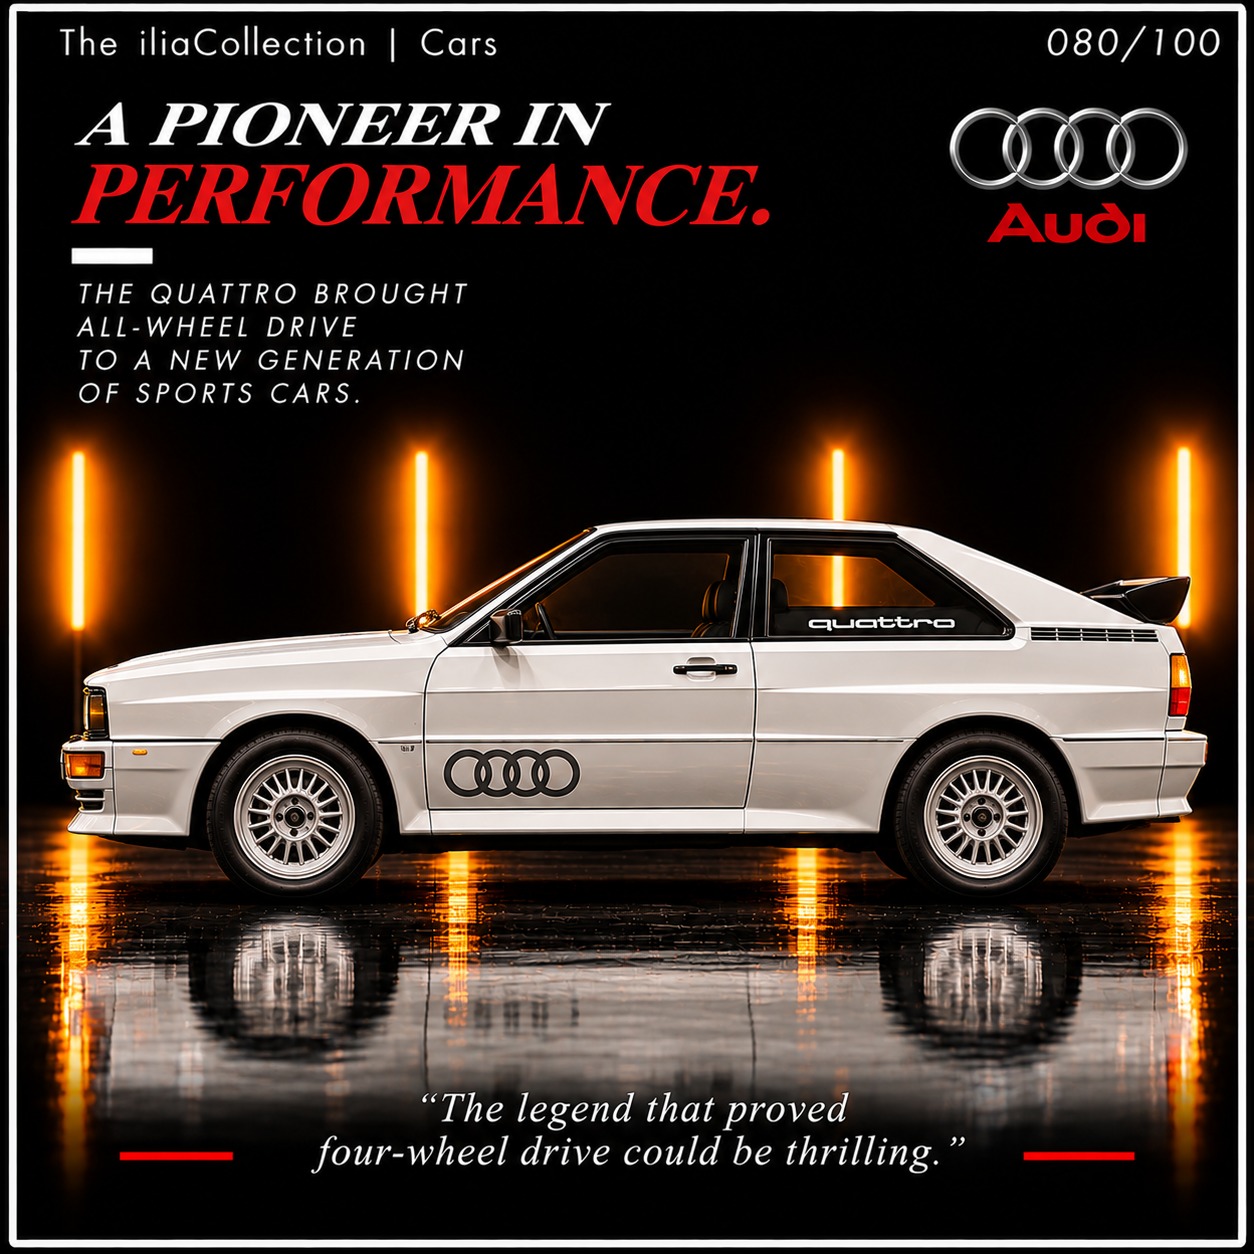 The iliaCollection | Cars
080/100
A PIONEER IN
PERFORMANCE.
Audi
THE QUATTRO BROUGHT
ALL-WHEEL DRIVE
TO A NEW GENERATION
OF SPORTS CARS.
quattro
“The legend that proved
four-wheel drive could be thrilling.”